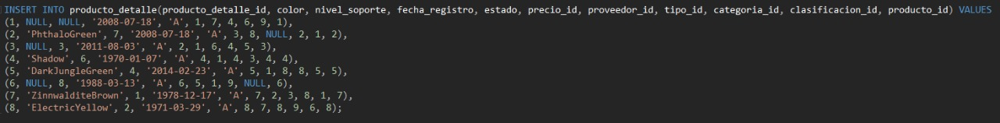 INSERT INTO producto_detalle(producto_detalle_id, color, nivel_soporte, fecha_registro, estado, precio_id, proveedor_id, tipo_id, categoria_id, clasificacion_id, producto_id) VALUES
(1, NULL, NULL, '2008-07-18', 'A', 1, 7, 4, 6, 9, 1),
(2, 'PhthaloGreen', 7, '2008-07-18', 'A', 3, 8, NULL, 2, 1, 2),
(3, NULL, 3, '2011-08-03', 'A', 2, 1, 6, 4, 5, 3),
(4, 'Shadow', 6, '1970-01-07', 'A', 4, 1, 4, 3, 4, 4),
(5, 'DarkJungleGreen', 4, '2014-02-23', 'A', 5, 1, 8, 8, 5, 5),
(6, NULL, 8, '1988-03-13', 'A', 6, 5, 1, 9, NULL, 6),
(7, 'ZinnwalditeBrown', 1, '1978-12-17', 'A', 7, 2, 3, 8, 1, 7),
(8, 'ElectricYellow', 2, '1971-03-29', 'A', 8, 7, 8, 9, 6, 8);